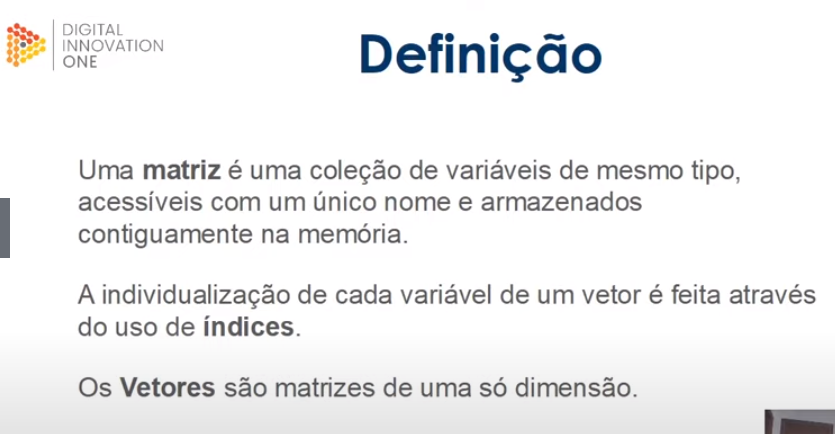 DIGITAL
INNOVATION
ONE
Definição
Uma matriz é uma coleção de variáveis de mesmo tipo,
acessíveis com um único nome e armazenados
contiguamente na memória.
A individualização de cada variável de um vetor é feita através
do uso de índices.
Os Vetores são matrizes de uma só dimensão.